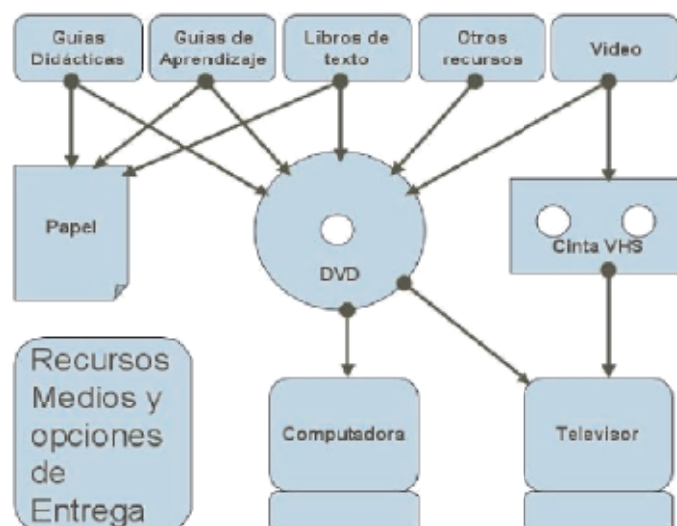 Guias
Didácticas
Guias de
Aprendizaje
Libros de
texto
Otros
recursos
Video
Papel
DVD
Cinta VHS
Recursos
Medios y
opciones
de
Entrega
Computadora
Televisor